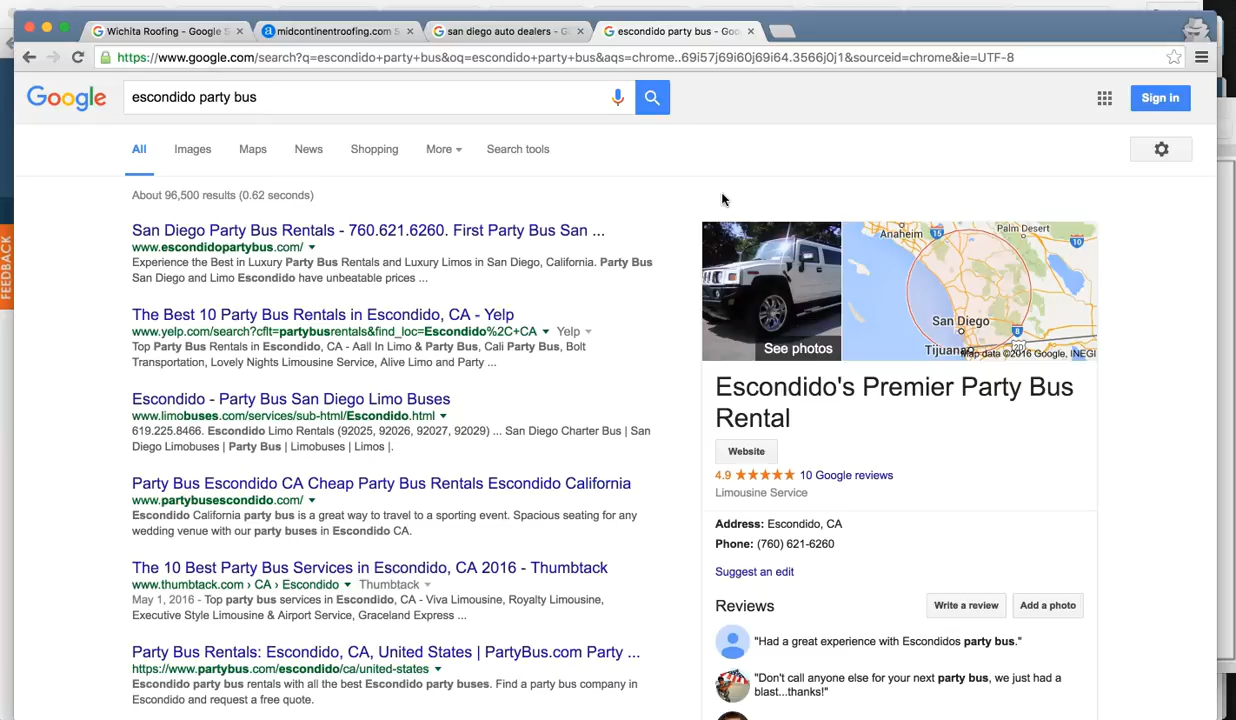 Wichita Roofing - Google S
midcontinentroofing.com S
san diego auto dealers - G
escondido party bus - Goo
https://www.google.com/search?q=escondido+party+bus&oq=escondido+party+bus&aqs=chrome..69i57j69i60j69i64.3566j0j1&sourceid=chrome&ie=UTF-8
Google
escondido party bus
Sign in
All
Images
Maps
News
Shopping
More
Search tools
About 96,500 results (0.62 seconds)
San Diego Party Bus Rentals - 760.621.6260. First Party Bus San ...
www.escondidopartybus.com/
Experience the Best in Luxury Party Bus Rentals and Luxury Limos in San Diego, California. Party Bus
San Diego and Limo Escondido have unbeatable prices ...
The Best 10 Party Bus Rentals in Escondido, CA - Yelp
www.yelp.com/search?cflt=partybusrentals&find_loc=Escondido%2C+CA
Yelp
Top Party Bus Rentals in Escondido, CA - Aall In Limo & Party Bus, Cali Party Bus, Bolt
Transportation, Lovely Nights Limousine Service, Alive Limo and Party ...
Escondido - Party Bus San Diego Limo Buses
www.limobuses.com/services/sub-html/Escondido.html
619.225.8466. Escondido Limo Rentals (92025, 92026, 92027, 92029) ... San Diego Charter Bus | San
Diego Limobuses | Party Bus | Limobuses | Limos |.
Party Bus Escondido CA Cheap Party Bus Rentals Escondido California
www.partybusescondido.com/
Escondido California party bus is a great way to travel to a sporting event. Spacious seating for any
wedding venue with our party buses in Escondido CA.
The 10 Best Party Bus Services in Escondido, CA 2016 - Thumbtack
www.thumbtack.com › CA › Escondido
Thumbtack
May 1, 2016 - Top party bus services in Escondido, CA - Viva Limousine, Royalty Limousine,
Executive Style Limousine & Airport Service, Graceland Express ...
Party Bus Rentals: Escondido, CA, United States | PartyBus.com Party ...
https://www.partybus.com/escondido/ca/united-states
Escondido party bus rentals with all the best Escondido party buses. Find a party bus company in
Escondido and request a free quote.
See photos
Anaheim
15
Palm Desert
10
San Diego
8
Tijuana
Map data ©2016 Google, INEGI
Escondido's Premier Party Bus
Rental
Website
4.9
10 Google reviews
Limousine Service
Address: Escondido, CA
Phone: (760) 621-6260
Suggest an edit
Reviews
Write a review
Add a photo
"Had a great experience with Escondidos party bus."
"Don't call anyone else for your next party bus, we just had a
blast...thanks!"
FEEDBACK